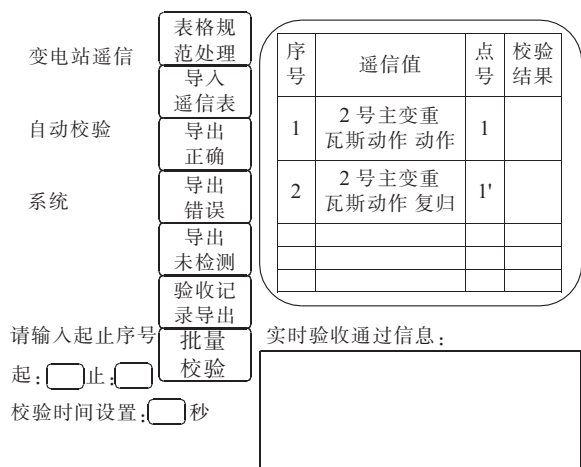 变电站遥信
自动校验
系统
表格规
范处理
导入
遥信表
导出
正确
导出
错误
导出
未检测
验收记
录导出
批量
校验
序号 遥信值 点号 校验结果
1 2号主变重瓦斯动作 动作 1
2 2号主变重瓦斯动作 复归 1'
请输入起止序号
起: 止:
校验时间设置: 秒
实时验收通过信息: